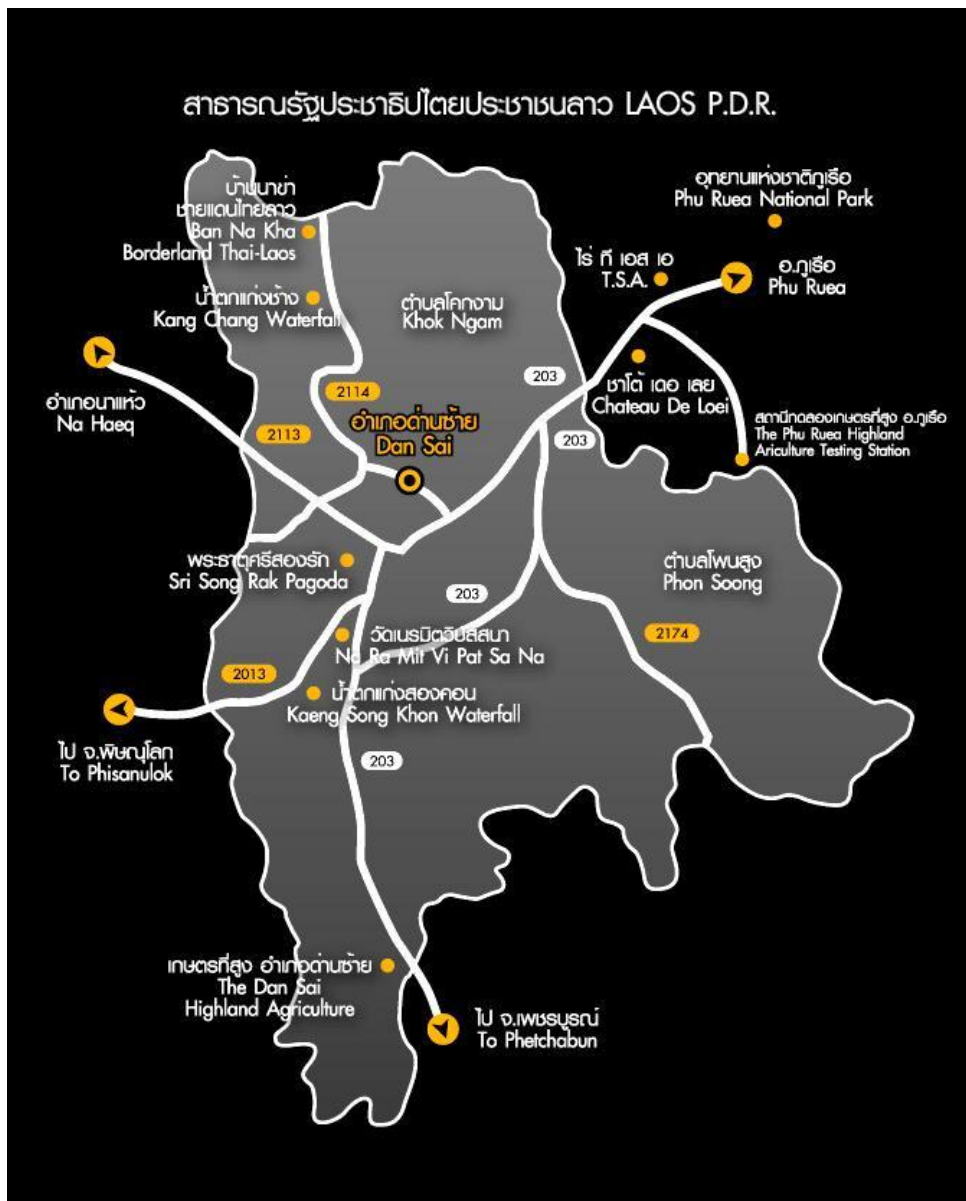 สาธารณรัฐประชาธิปไตยประชาชนลาว LAOS P.D.R.
บ้านนาข่า
ชายแดนไทยลาว
Ban Na Kha
Borderland Thai-Laos
อุทยานแห่งชาติภูเรือ
Phu Ruea National Park
ไร่ ที เอส เอ
T.S.A.
อ.ภูเรือ
Phu Ruea
น้ำตกแก่งช้าง
Kang Chang Waterfall
ตำบลโคกงาม
Khok Ngam
อำเภอนาแห้ว
Na Haeq
203
2114
ชาโต้ เดอ เลย
Chateau De Loei
2113
อำเภอด่านซ้าย
Dan Sai
203
สถานีทดลองเกษตรที่สูง อ.ภูเรือ
The Phu Ruea Highland
Ariculture Testing Station
พระธาตุศรีสองรัก
Sri Song Rak Pagoda
ตำบลโพนสูง
Phon Soong
203
วัดเนรมิตวิปัสสนา
Na Ra Mit Vi Pat Sa Na
2174
2013
น้ำตกแก่งสองคอน
Kaeng Song Khon Waterfall
ไป จ.พิษณุโลก
To Phisanulok
203
เกษตรที่สูง อำเภอด่านซ้าย
The Dan Sai
Highland Agriculture
ไป จ.เพชรบูรณ์
To Phetchabun